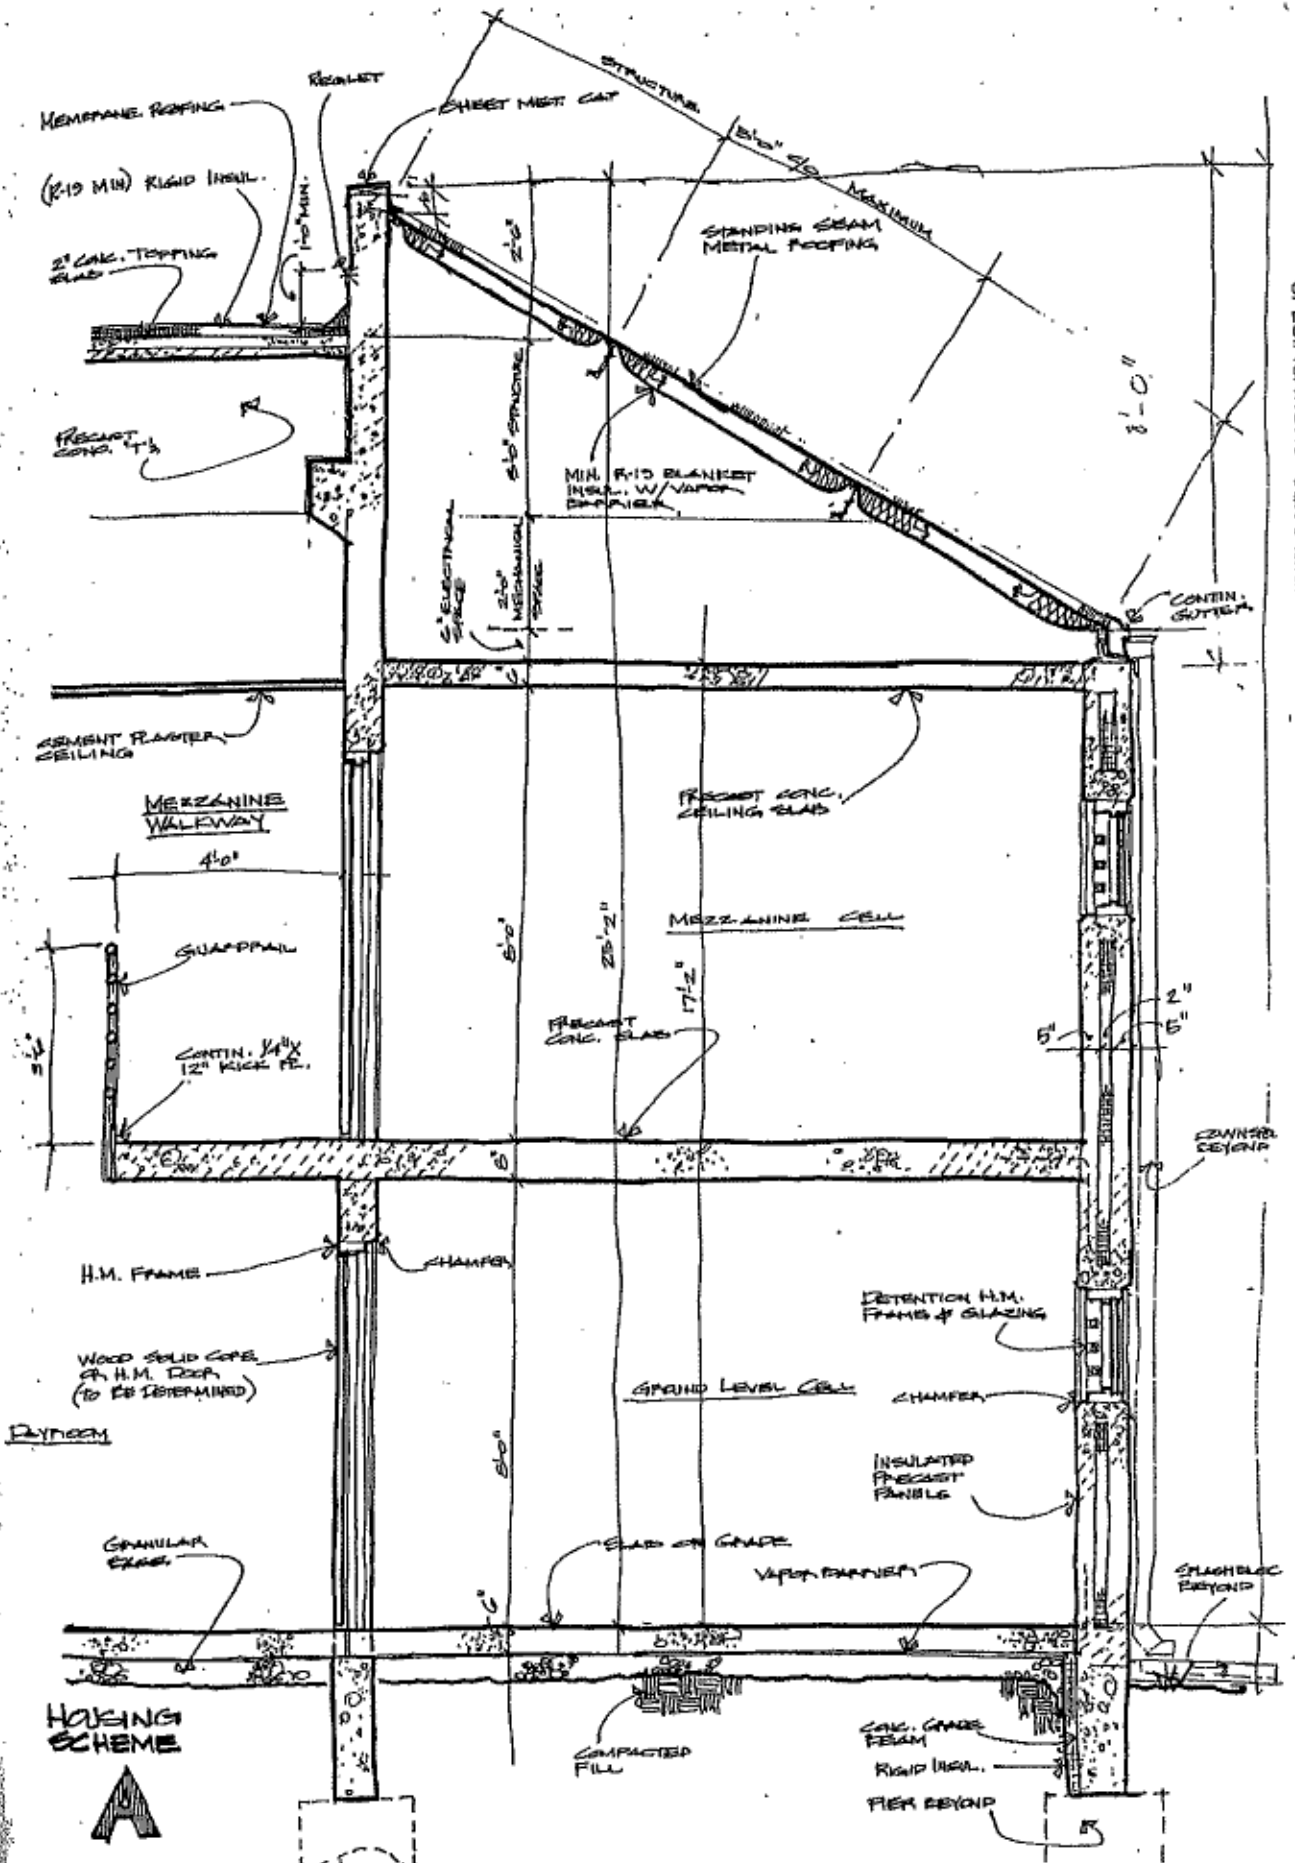 REGLET
MEMBRANE ROOFING
SHEET MET. CAP
STRUCTURE
5'-0" C/O
MAXIMUM
(R-19 MIN) RIGID INSUL.
1'-0" MIN.
2" CONC. TOPPING
SLAB
STANDING SEAM
METAL ROOFING
2'-6"
8'-0"
PRECAST
CONC. "T's
MIN. R-19 BLANKET
INSUL. W/ VAPOR
BARRIER
STRUCTURE
6" ELECTRICAL
SPACE
2'-6"
MECHANICAL
SPACE
CONTIN.
GUTTER
CEMENT PLASTER
CEILING
PRECAST CONC.
CEILING SLAB
MEZZANINE
WALKWAY
4'-0"
MEZZANINE CELL
8'-0"
25'-2"
17'-2"
GUARDRAIL
PRECAST
CONC. SLAB
2"
5"
5"
CONTIN. 1/4" X
12" KICK PL.
8"
BEYOND
H.M. FRAME
CHAMFER
DETENTION H.M.
FRAME & GLAZING
WOOD SOLID CORE
OR H.M. DOOR
(TO BE DETERMINED)
GROUND LEVEL CELL
CHAMFER
DAYROOM
8'-0"
INSULATED
PRECAST
PANELS
GRANULAR
BASE
SLAB ON GRADE
VAPOR BARRIER
SPLASHBLOC
BEYOND
6"
HOUSING
SCHEME
A
COMPACTED
FILL
CONC. GRADE
BEAM
RIGID INSUL.
PIER BEYOND